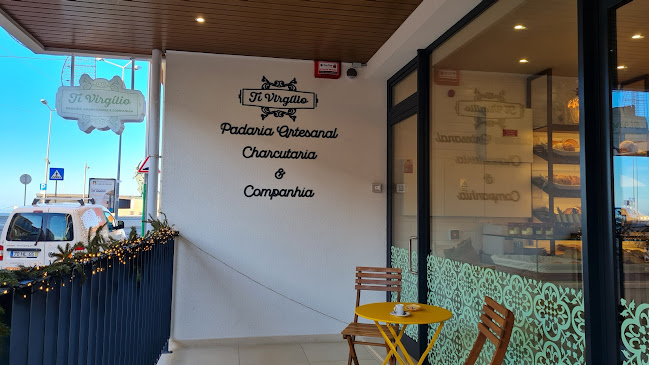 Ti Virgílio
Ti Virgílio
Padaria Artesanal
Charcutaria
&
Companhia